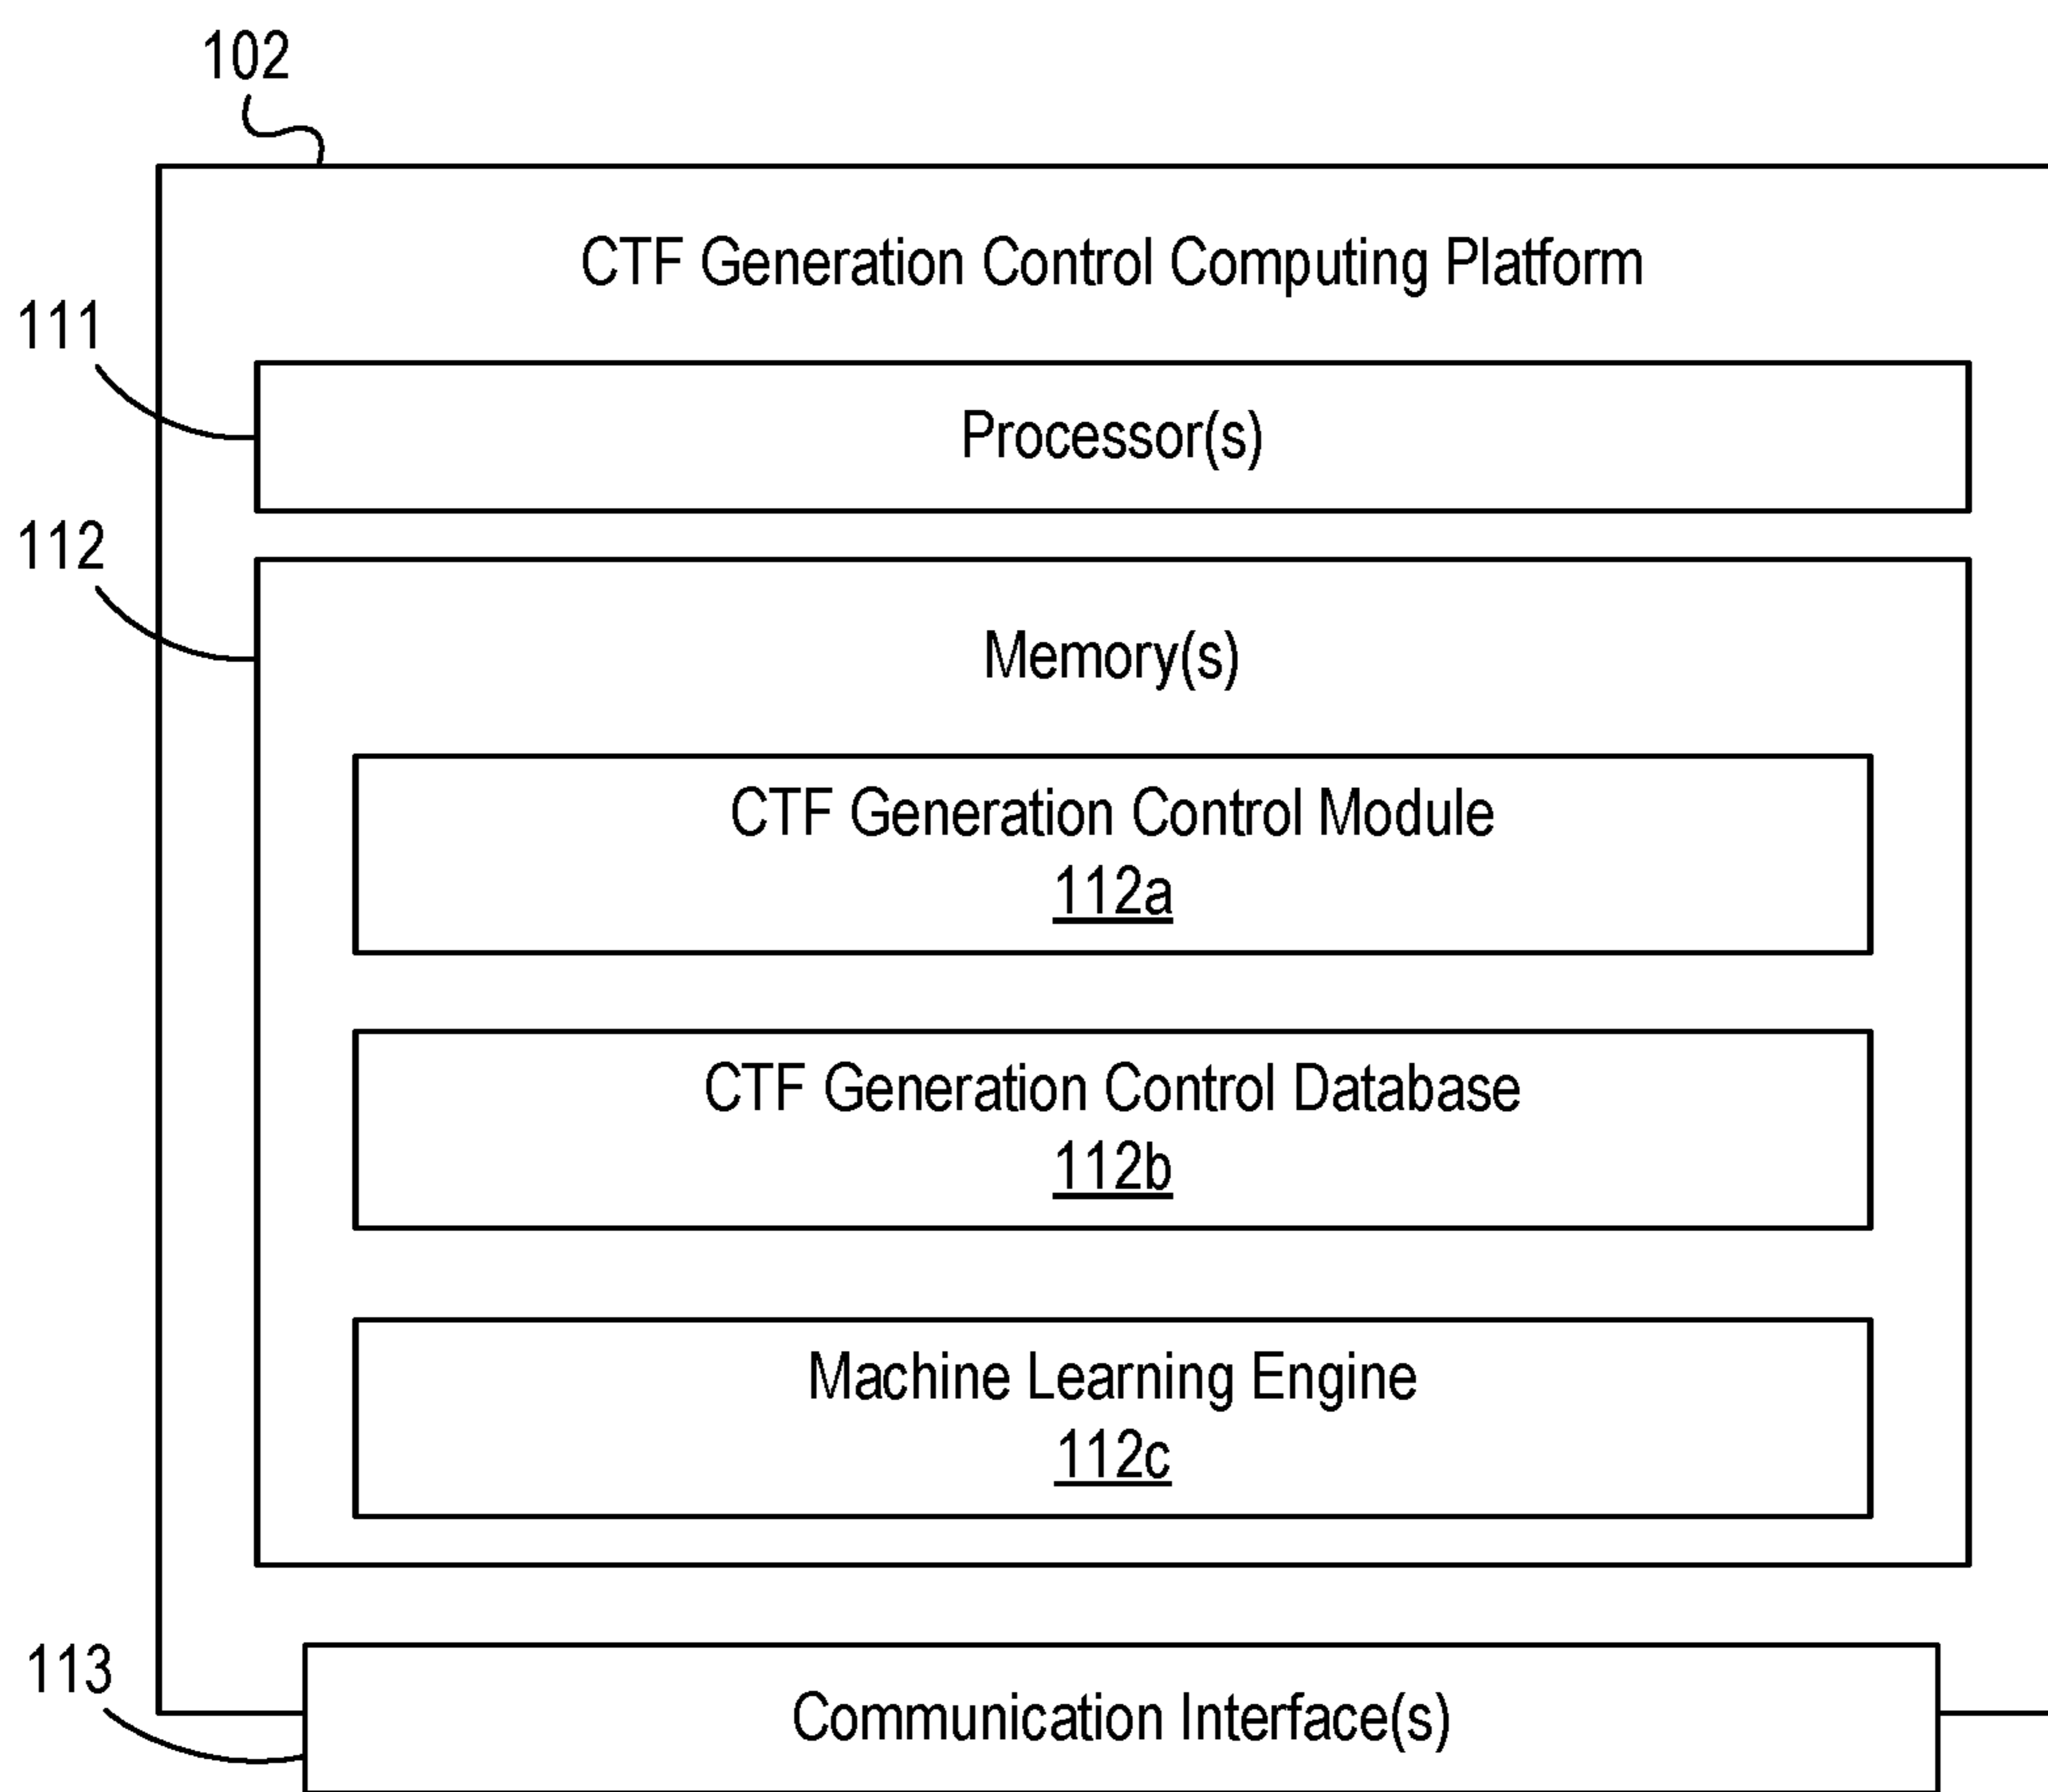 102
CTF Generation Control Computing Platform
111
Processor(s)
112
Memory(s)
CTF Generation Control Module
112a
CTF Generation Control Database
112b
Machine Learning Engine
112c
113
Communication Interface(s)